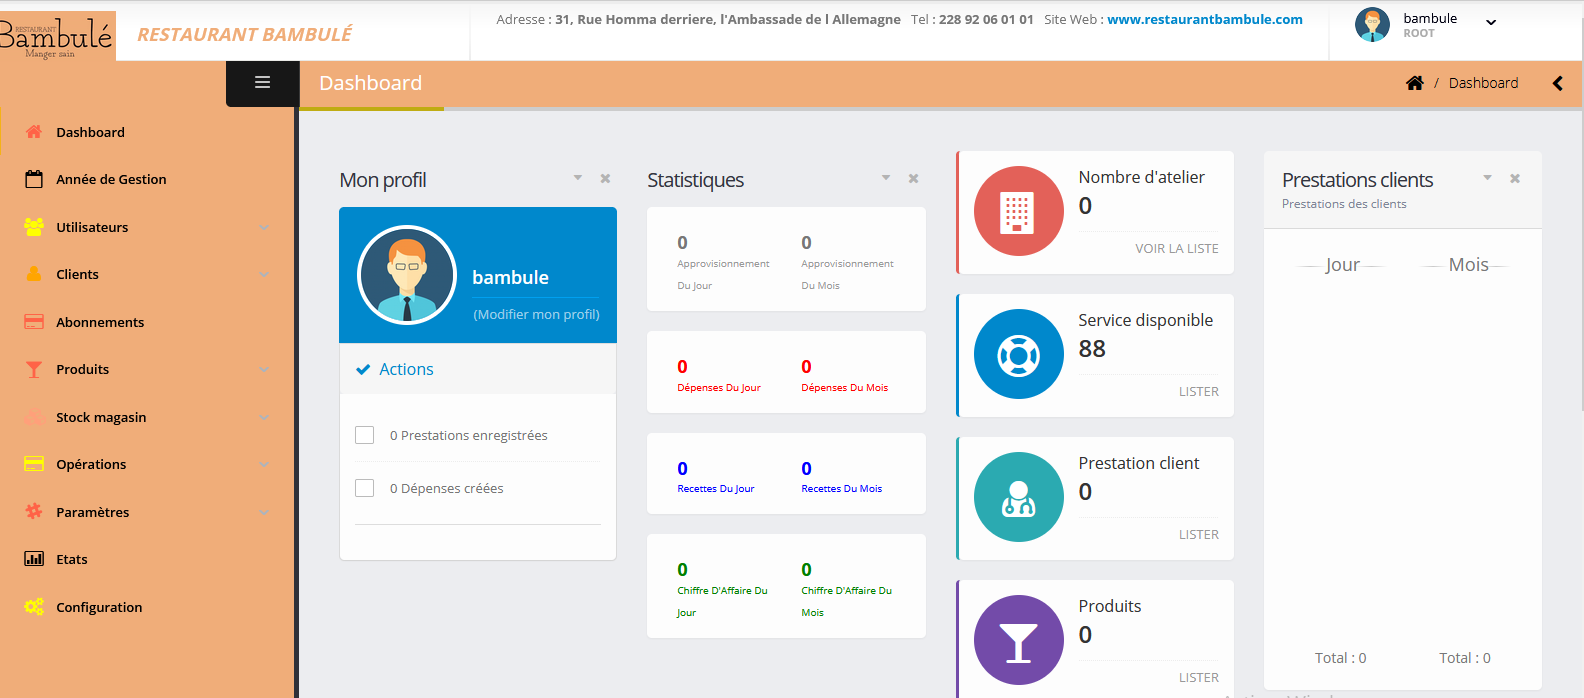 RESTAURANT
Bambulé
Manger sain
RESTAURANT BAMBULÉ
Adresse : 31, Rue Homma derriere, l'Ambassade de l Allemagne Tel : 228 92 06 01 01 Site Web : www.restaurantbambule.com
bambule
ROOT
Dashboard
/ Dashboard
Dashboard
Année de Gestion
Utilisateurs
Clients
Abonnements
Produits
Stock magasin
Opérations
Paramètres
Etats
Configuration
Mon profil
bambule
(Modifier mon profil)
Actions
0 Prestations enregistrées
0 Dépenses créées
Statistiques
0 0
Approvisionnement Approvisionnement
Du Jour Du Mois
0 0
Dépenses Du Jour Dépenses Du Mois
0 0
Recettes Du Jour Recettes Du Mois
0 0
Chiffre D'Affaire Du Chiffre D'Affaire Du
Jour Mois
Nombre d'atelier
0
VOIR LA LISTE
Service disponible
88
LISTER
Prestation client
0
LISTER
Produits
0
LISTER
Prestations clients
Prestations des clients
Jour Mois
Total : 0 Total : 0